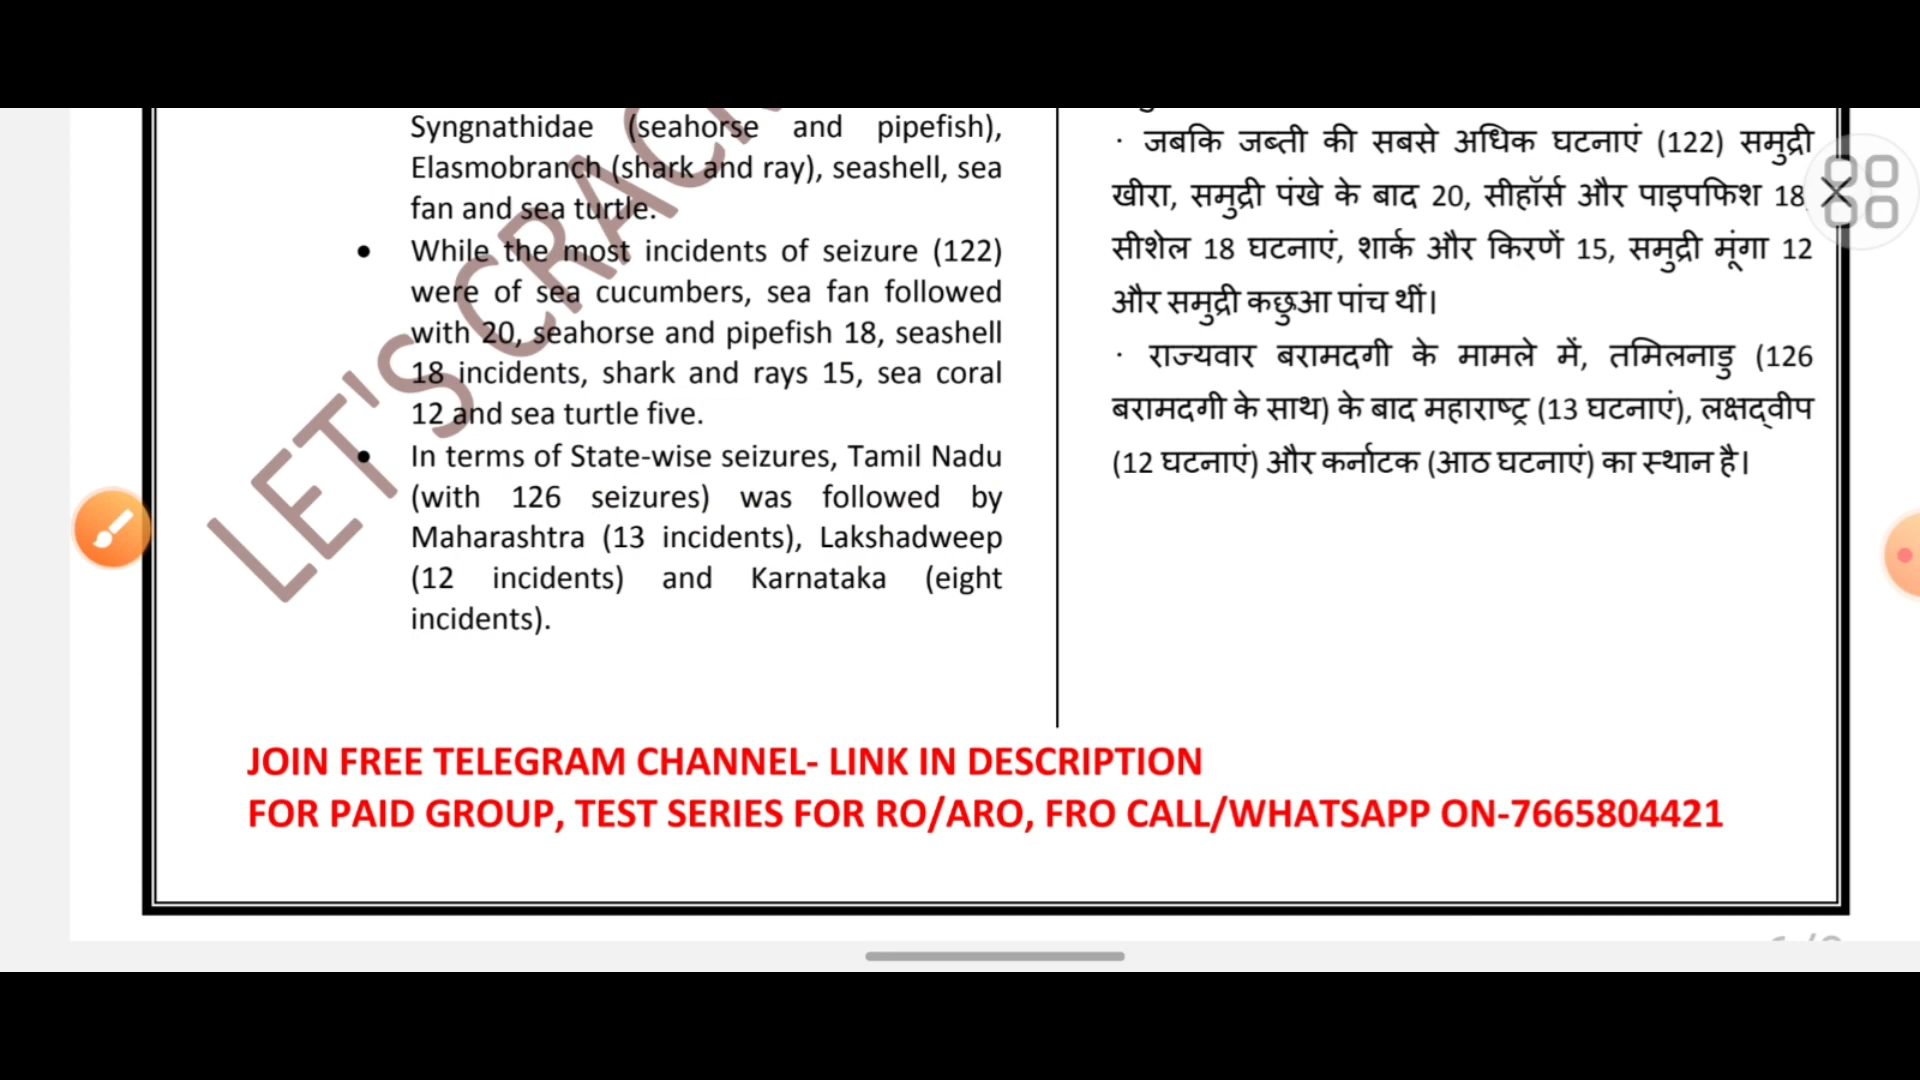 Syngnathidae (seahorse and pipefish),
Elasmobranch (shark and ray), seashell, sea
fan and sea turtle.
• While the most incidents of seizure (122)
were of sea cucumbers, sea fan followed
with 20, seahorse and pipefish 18, seashell
18 incidents, shark and rays 15, sea coral
12 and sea turtle five.
• In terms of State-wise seizures, Tamil Nadu
(with 126 seizures) was followed by
Maharashtra (13 incidents), Lakshadweep
(12 incidents) and Karnataka (eight
incidents).
· जबकि जब्ती की सबसे अधिक घटनाएं (122) समुद्री
खीरा, समुद्री पंखे के बाद 20, सीहॉर्स और पाइपफिश 18,
सीशेल 18 घटनाएं, शार्क और किरणें 15, समुद्री मूंगा 12
और समुद्री कछुआ पांच थीं।
· राज्यवार बरामदगी के मामले में, तमिलनाडु (126
बरामदगी के साथ) के बाद महाराष्ट्र (13 घटनाएं), लक्षद्वीप
(12 घटनाएं) और कर्नाटक (आठ घटनाएं) का स्थान है।
LET'S CRACK
JOIN FREE TELEGRAM CHANNEL- LINK IN DESCRIPTION
FOR PAID GROUP, TEST SERIES FOR RO/ARO, FRO CALL/WHATSAPP ON-7665804421